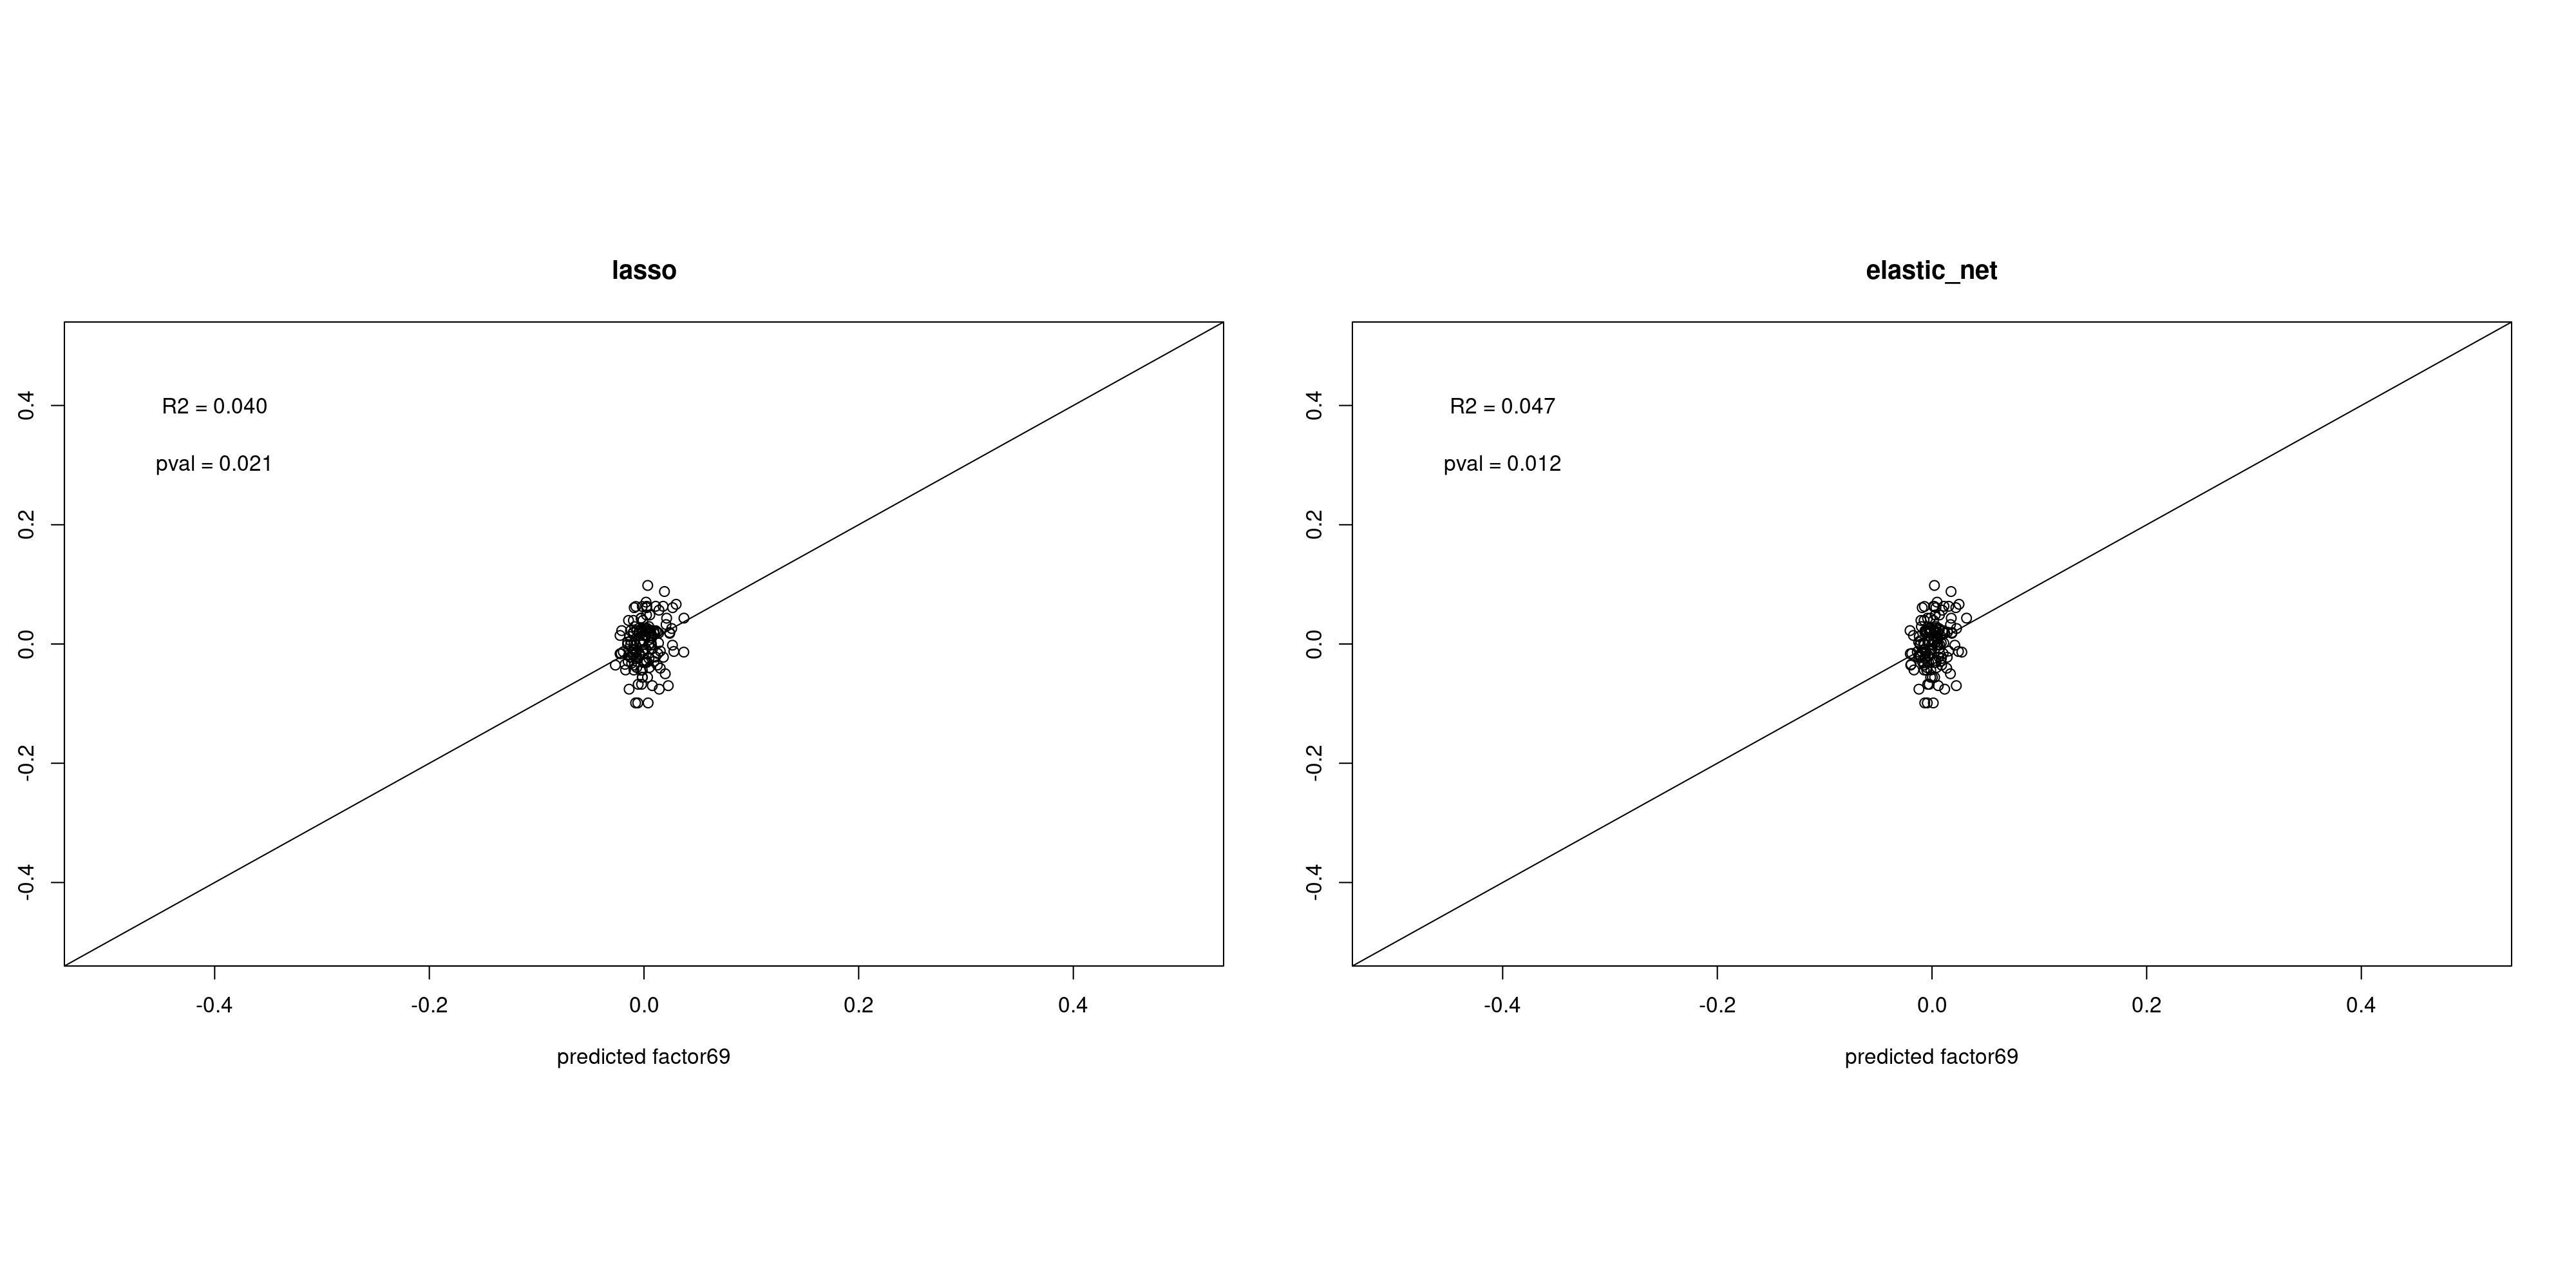 lasso
R2 = 0.040
pval = 0.021
0.4
0.2
0.0
-0.2
-0.4
-0.4 -0.2 0.0 0.2 0.4
predicted factor69
elastic_net
R2 = 0.047
pval = 0.012
0.4
0.2
0.0
-0.2
-0.4
-0.4 -0.2 0.0 0.2 0.4
predicted factor69